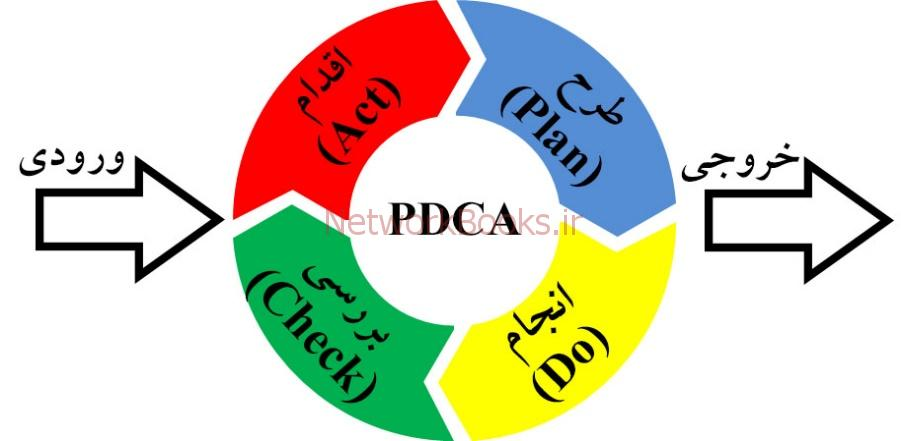 ورودی
اقدام
(Act)
طرح
(Plan)
خروجی
PDCA
NetworkBooks.ir
بررسی
(Check)
انجام
(Do)